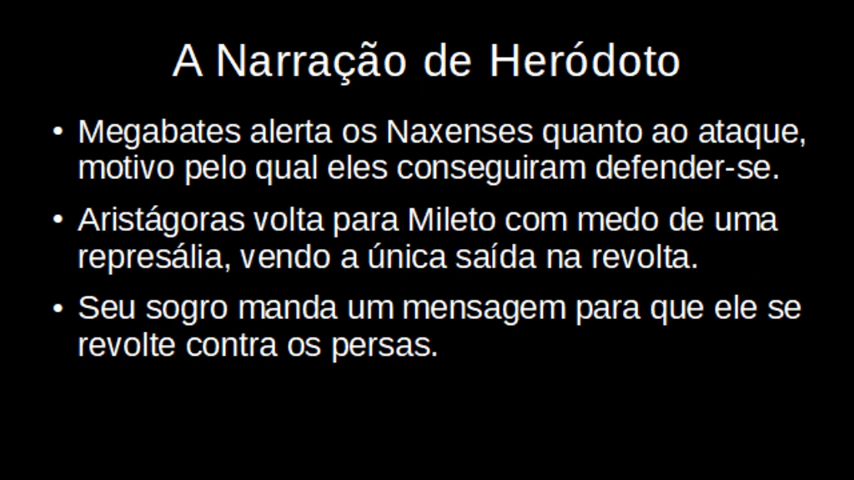 A Narração de Heródoto
• Megabates alerta os Naxenses quanto ao ataque,
motivo pelo qual eles conseguiram defender-se.
• Aristágoras volta para Mileto com medo de uma
represália, vendo a única saída na revolta.
• Seu sogro manda um mensagem para que ele se
revolte contra os persas.